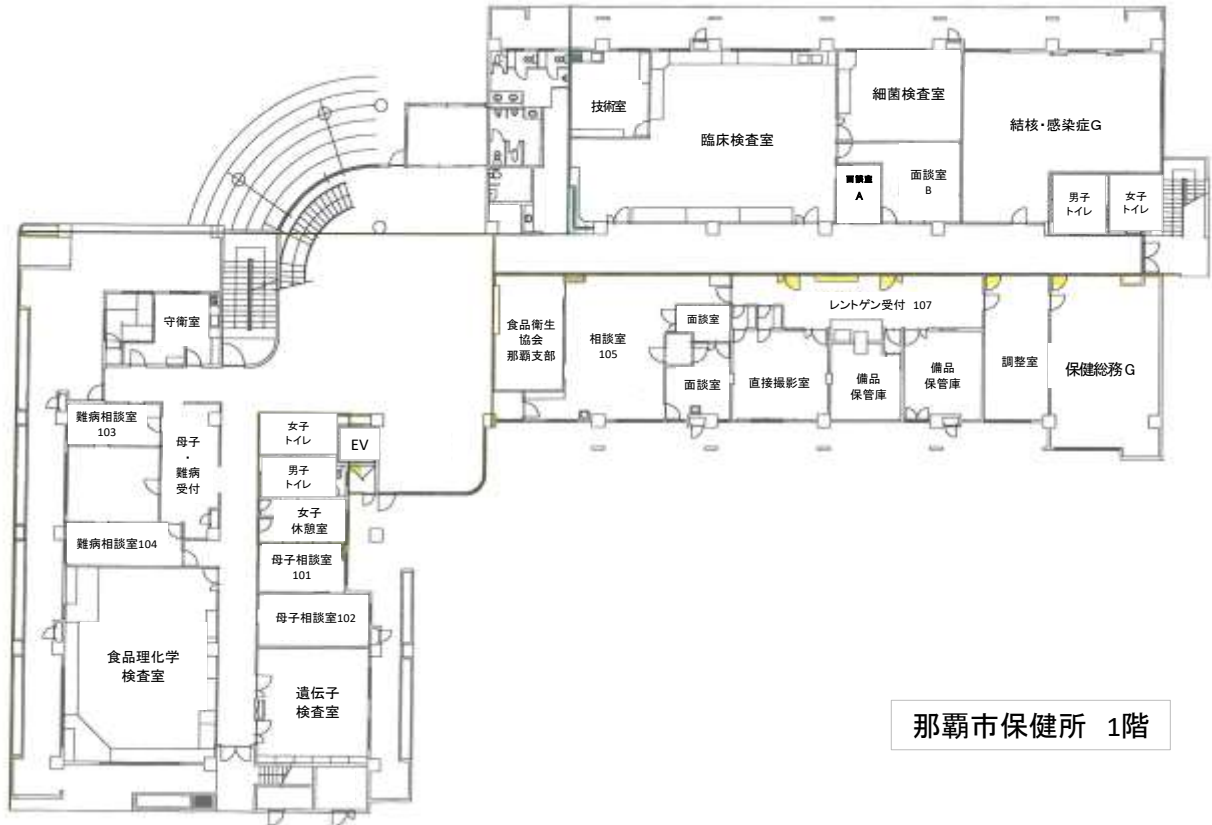 技術室
臨床検査室
細菌検査室
結核・感染症G
面談室
A
面談室
B
男子
トイレ
女子
トイレ
守衛室
食品衛生
協会
那覇支部
相談室
105
面談室
面談室
レントゲン受付 107
直接撮影室
備品
保管庫
備品
保管庫
調整室
保健総務G
難病相談室
103
母子
・
難病
受付
女子
トイレ
EV
男子
トイレ
女子
休憩室
難病相談室104
母子相談室
101
母子相談室102
食品理化学
検査室
遺伝子
検査室
那覇市保健所 1階